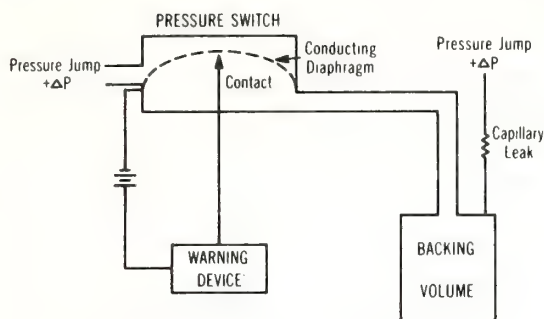 PRESSURE SWITCH
Pressure Jump
+ΔP
Conducting
Diaphragm
Contact
Pressure Jump
+ΔP
Capillary
Leak
WARNING
DEVICE
BACKING
VOLUME